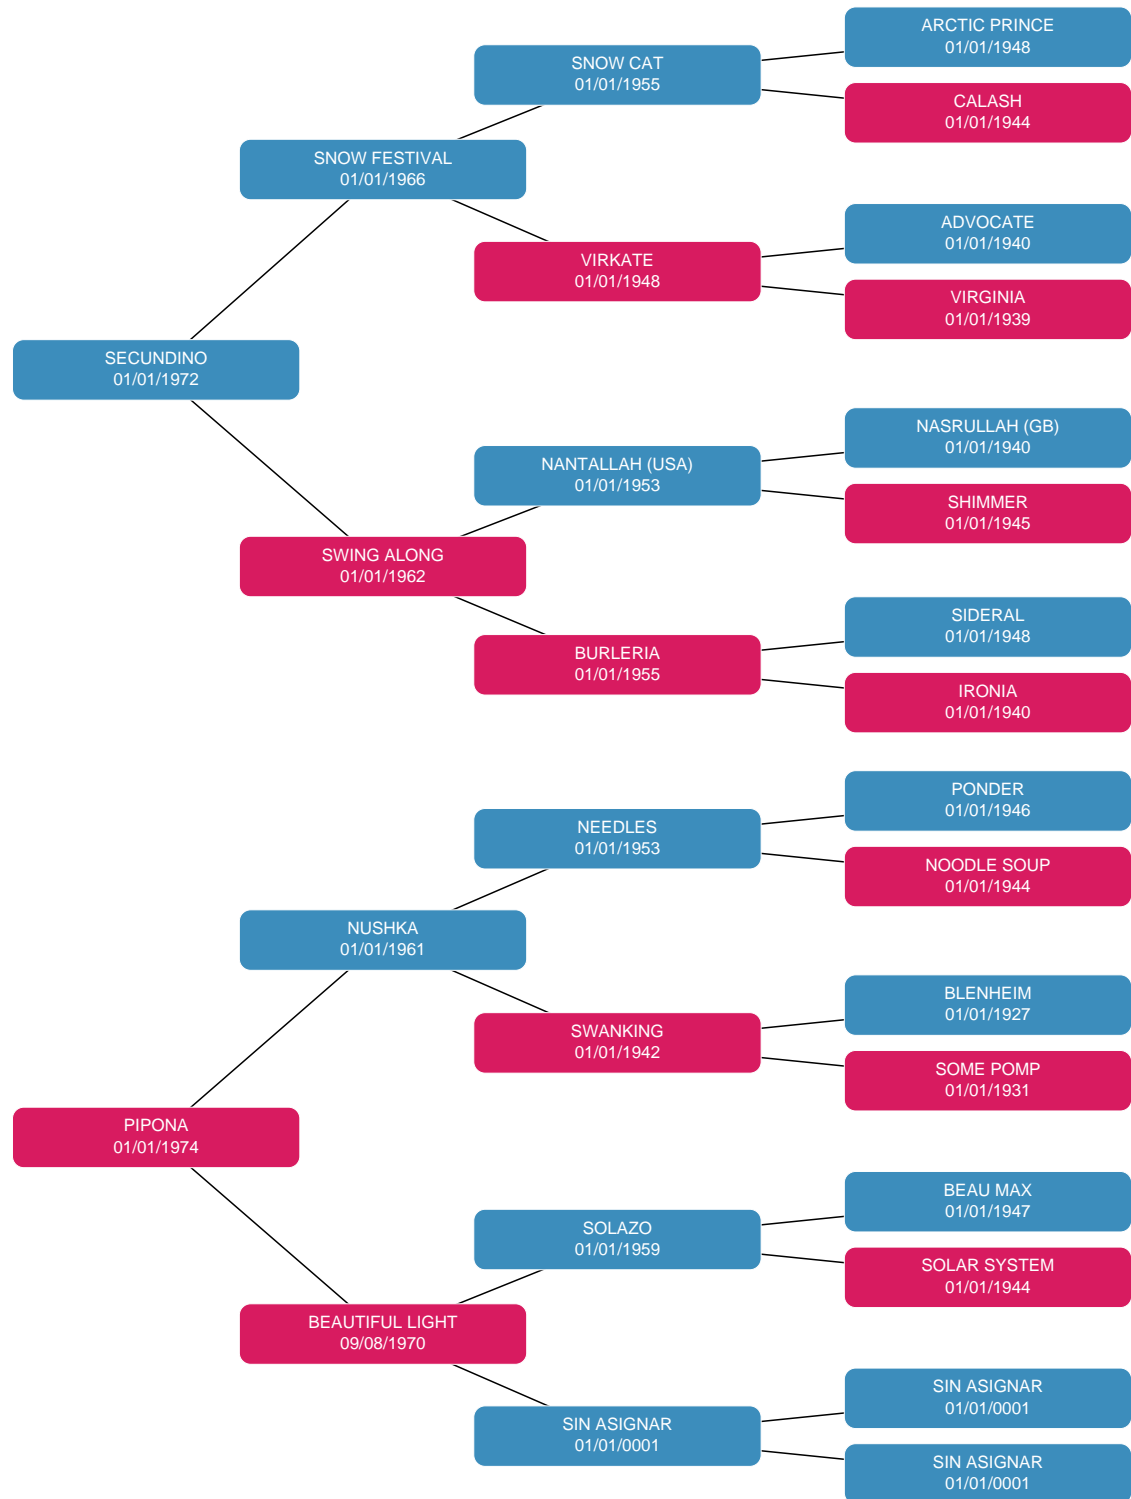 ARCTIC PRINCE
01/01/1948
SNOW CAT
01/01/1955
CALASH
01/01/1944
SNOW FESTIVAL
01/01/1966
ADVOCATE
01/01/1940
VIRKATE
01/01/1948
VIRGINIA
01/01/1939
SECUNDINO
01/01/1972
NASRULLAH (GB)
01/01/1940
NANTALLAH (USA)
01/01/1953
SHIMMER
01/01/1945
SWING ALONG
01/01/1962
SIDERAL
01/01/1948
BURLERIA
01/01/1955
IRONIA
01/01/1940
PONDER
01/01/1946
NEEDLES
01/01/1953
NOODLE SOUP
01/01/1944
NUSHKA
01/01/1961
BLENHEIM
01/01/1927
SWANKING
01/01/1942
SOME POMP
01/01/1931
PIPONA
01/01/1974
BEAU MAX
01/01/1947
SOLAZO
01/01/1959
SOLAR SYSTEM
01/01/1944
BEAUTIFUL LIGHT
09/08/1970
SIN ASIGNAR
01/01/0001
SIN ASIGNAR
01/01/0001
SIN ASIGNAR
01/01/0001